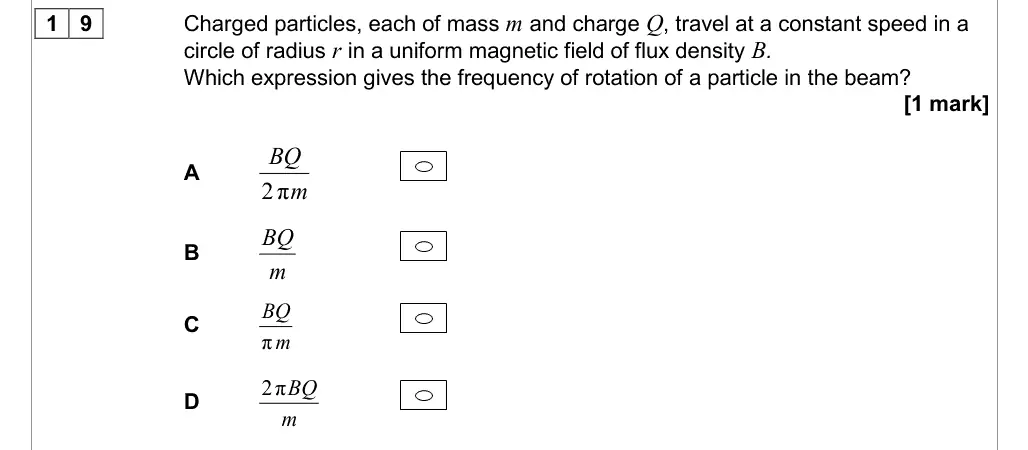 1 9 Charged particles, each of mass m and charge Q, travel at a constant speed in a
circle of radius r in a uniform magnetic field of flux density B.
Which expression gives the frequency of rotation of a particle in the beam?
[1 mark]
A BQ / 2πm
B BQ / m
C BQ / πm
D 2πBQ / m